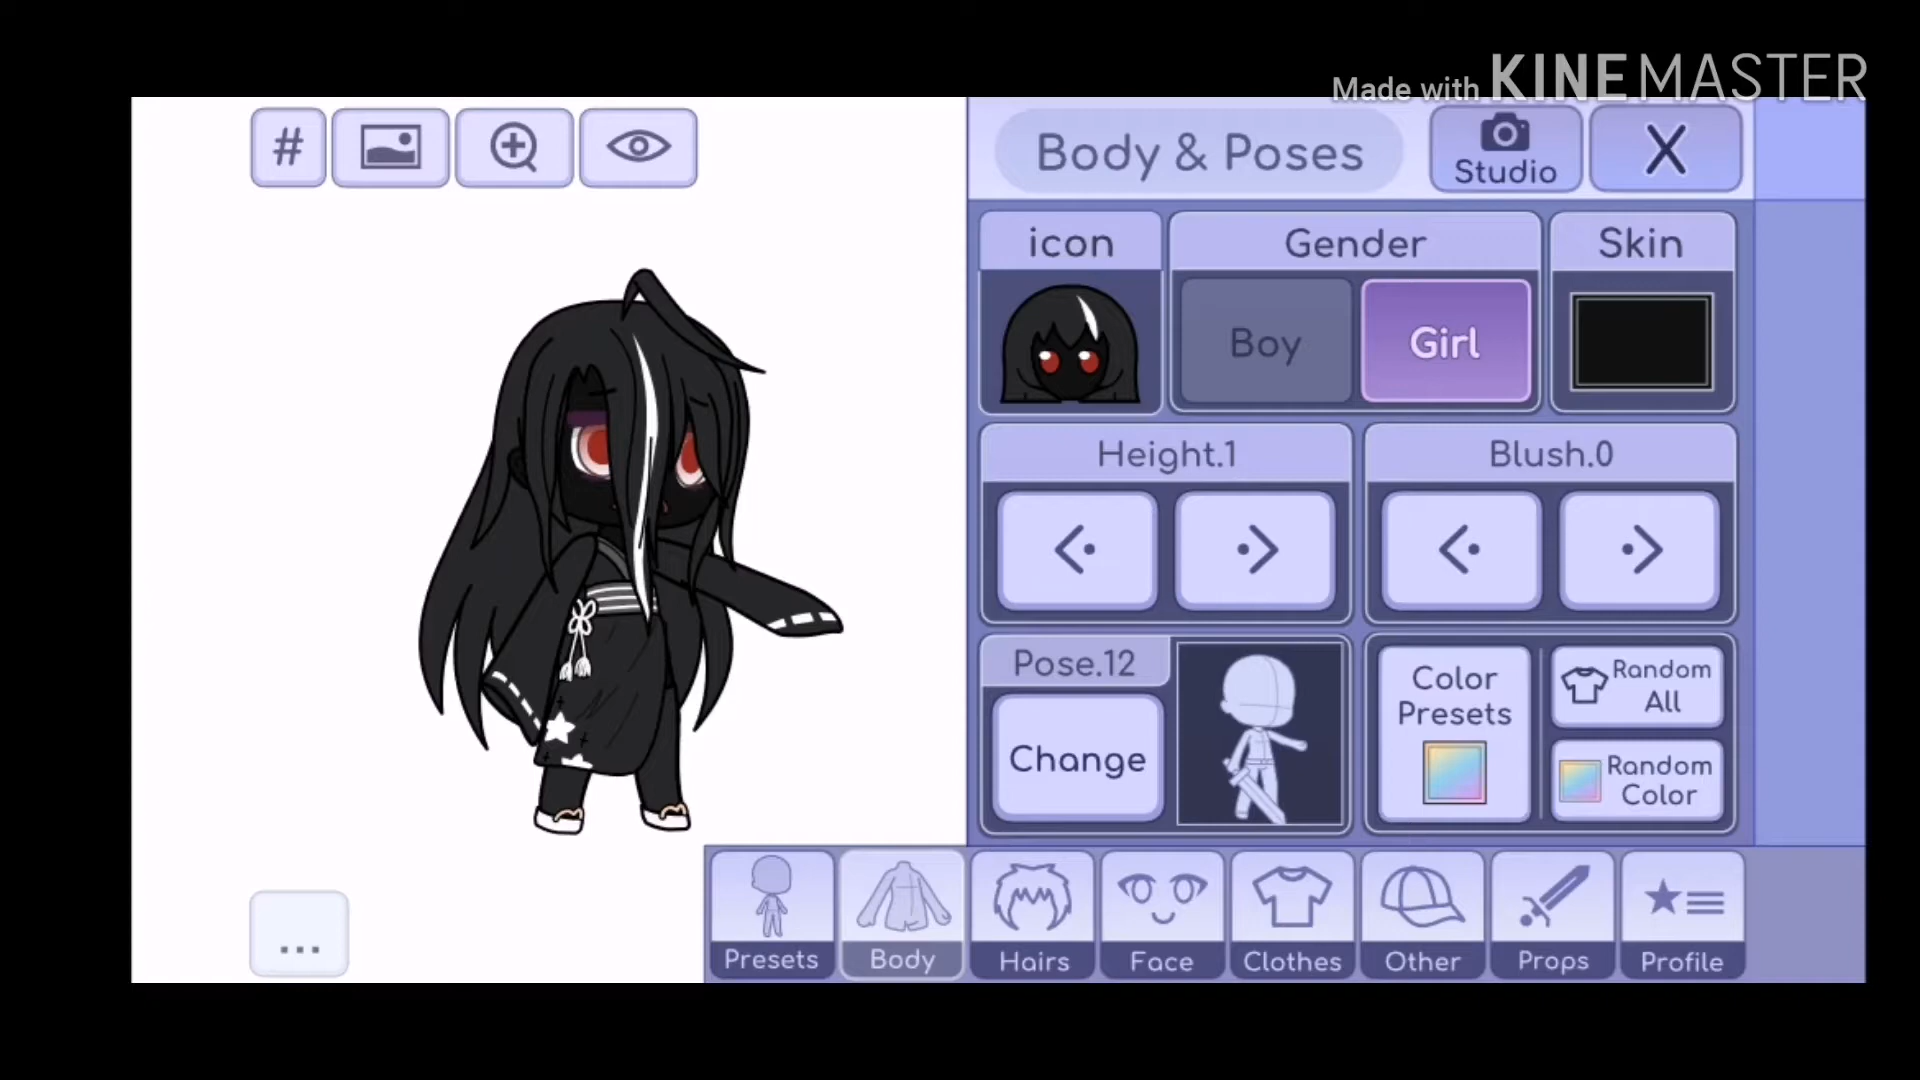 Made with KINEMASTER
#
Body & Poses
Studio
X
icon
Gender
Skin
Boy
Girl
Height.1
Blush.0
Pose.12
Change
Color
Presets
Random
All
Random
Color
...
Presets
Body
Hairs
Face
Clothes
Other
Props
Profile